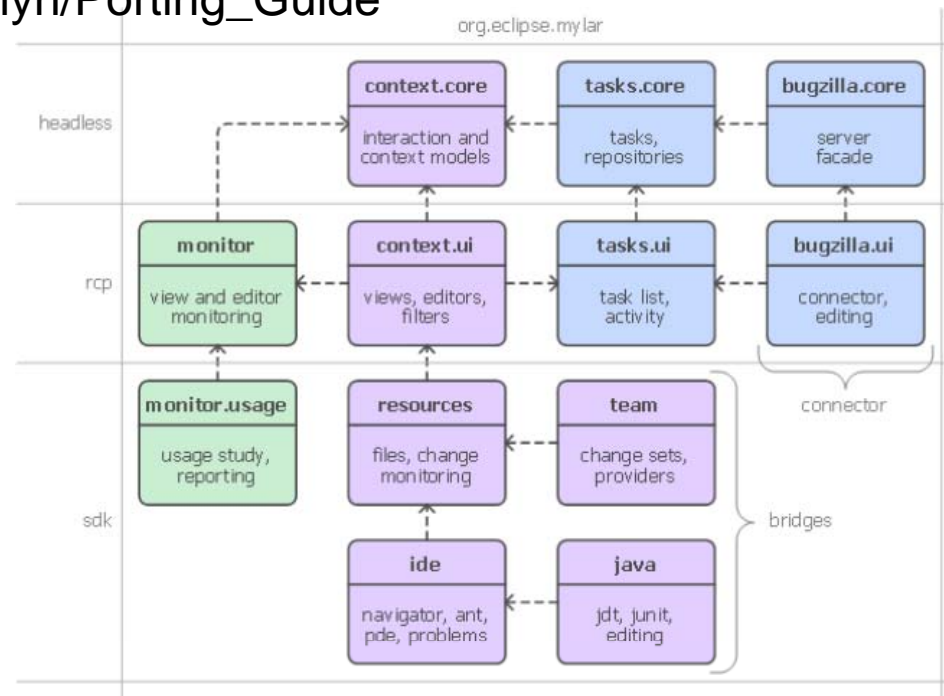 lyn/Porting_Guide
org.eclipse.mylar
headless
context.core
interaction and
context models
tasks.core
tasks,
repositories
bugzilla.core
server
facade
rcp
monitor
view and editor
monitoring
context.ui
views, editors,
filters
tasks.ui
task list,
activity
bugzilla.ui
connector,
editing
connector
sdk
monitor.usage
usage study,
reporting
resources
files, change
monitoring
team
change sets,
providers
bridges
ide
navigator, ant,
pde, problems
java
jdt, junit,
editing